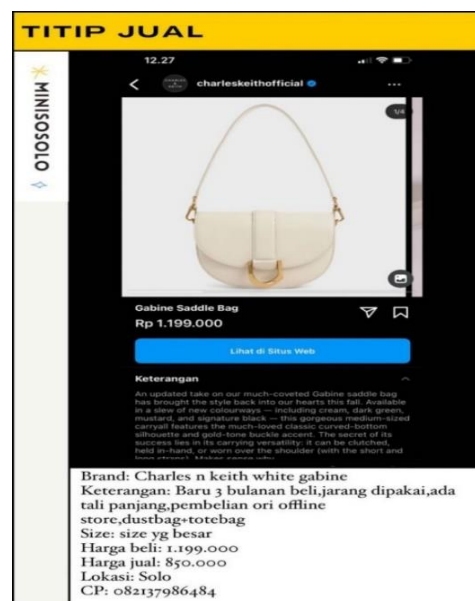 TITIP JUAL
MINISOSOLO
12.27
charleskeithofficial
1/4
Gabine Saddle Bag
Rp 1.199.000
Lihat di Situs Web
Keterangan
An updated take on our much-coveted Gabine saddle bag
has brought the style back into our hearts this fall. Available
in a slew of new colourways — including cream, dark green,
mustard, and signature black — this gorgeous medium-sized
carryall features the much-loved classic curved-bottom
silhouette and gold-tone buckle accent. The secret of its
success lies in its carrying versatility: it can be clutched,
held in-hand, or worn over the shoulder (with the short and
long straps). Makes sense why
Brand: Charles n keith white gabine
Keterangan: Baru 3 bulanan beli,jarang dipakai,ada
tali panjang,pembelian ori offline
store,dustbag+totebag
Size: size yg besar
Harga beli: 1.199.000
Harga jual: 850.000
Lokasi: Solo
CP: 082137986484